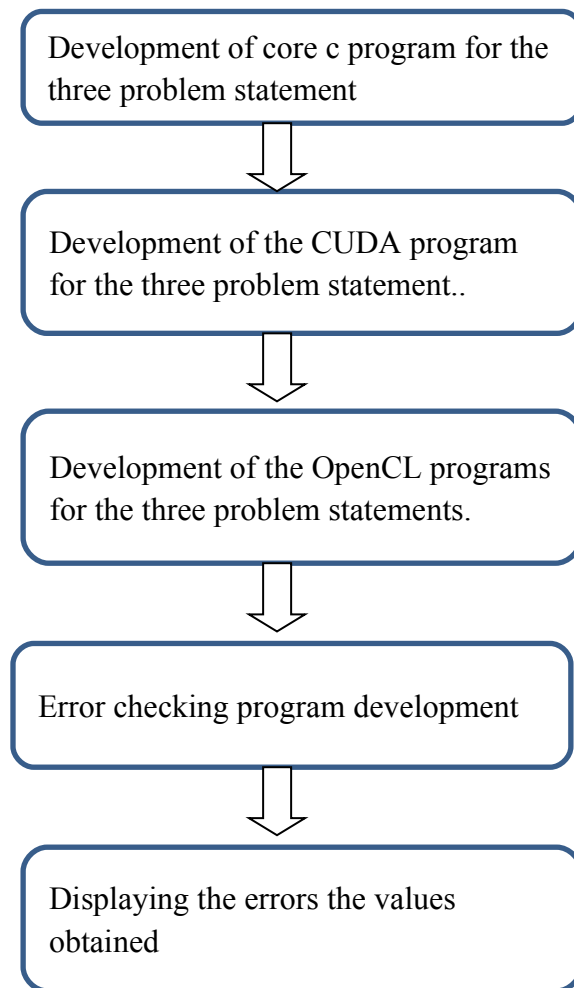 Development of core c program for the
three problem statement
Development of the CUDA program
for the three problem statement..
Development of the OpenCL programs
for the three problem statements.
Error checking program development
Displaying the errors the values
obtained